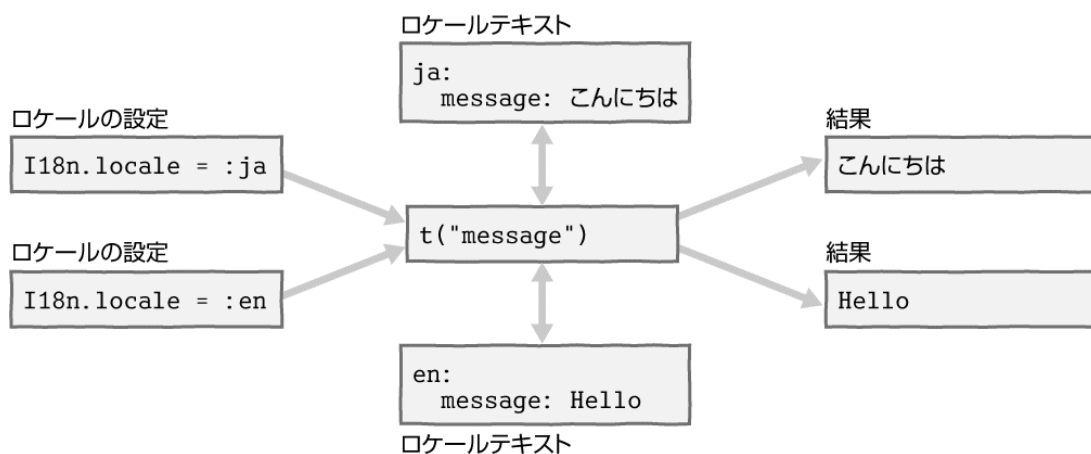 ロケールテキスト
ja:
  message: こんにちは
ロケールの設定
I18n.locale = :ja
結果
こんにちは
t("message")
ロケールの設定
I18n.locale = :en
結果
Hello
en:
  message: Hello
ロケールテキスト